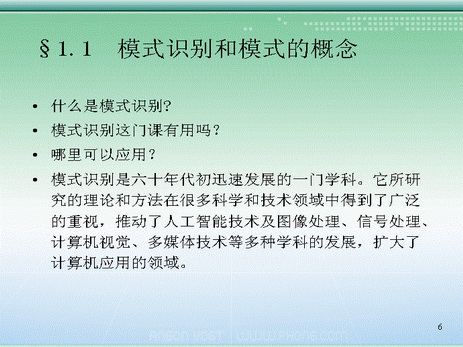 §1.1 模式识别和模式的概念
• 什么是模式识别?
• 模式识别这门课有用吗？
• 哪里可以应用？
• 模式识别是六十年代初迅速发展的一门学科。它所研
究的理论和方法在很多科学和技术领域中得到了广泛
的重视，推动了人工智能技术及图像处理、信号处理、
计算机视觉、多媒体技术等多种学科的发展，扩大了
计算机应用的领域。
6